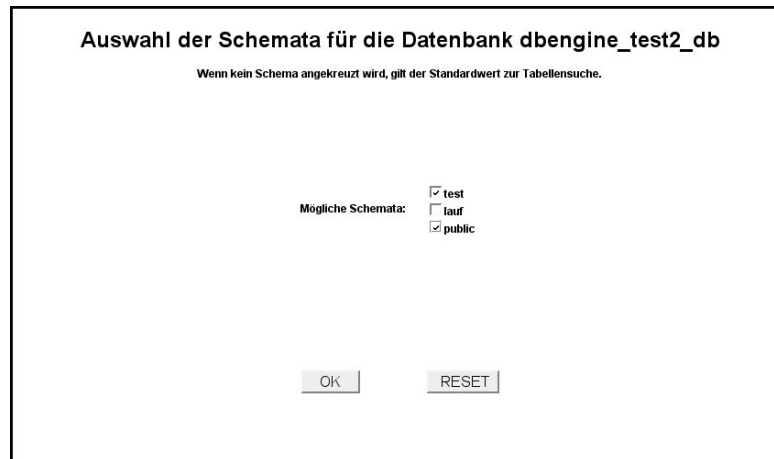 Auswahl der Schemata für die Datenbank dbengine_test2_db
Wenn kein Schema angekreuzt wird, gilt der Standardwert zur Tabellensuche.
Mögliche Schemata:
test
lauf
public
OK
RESET